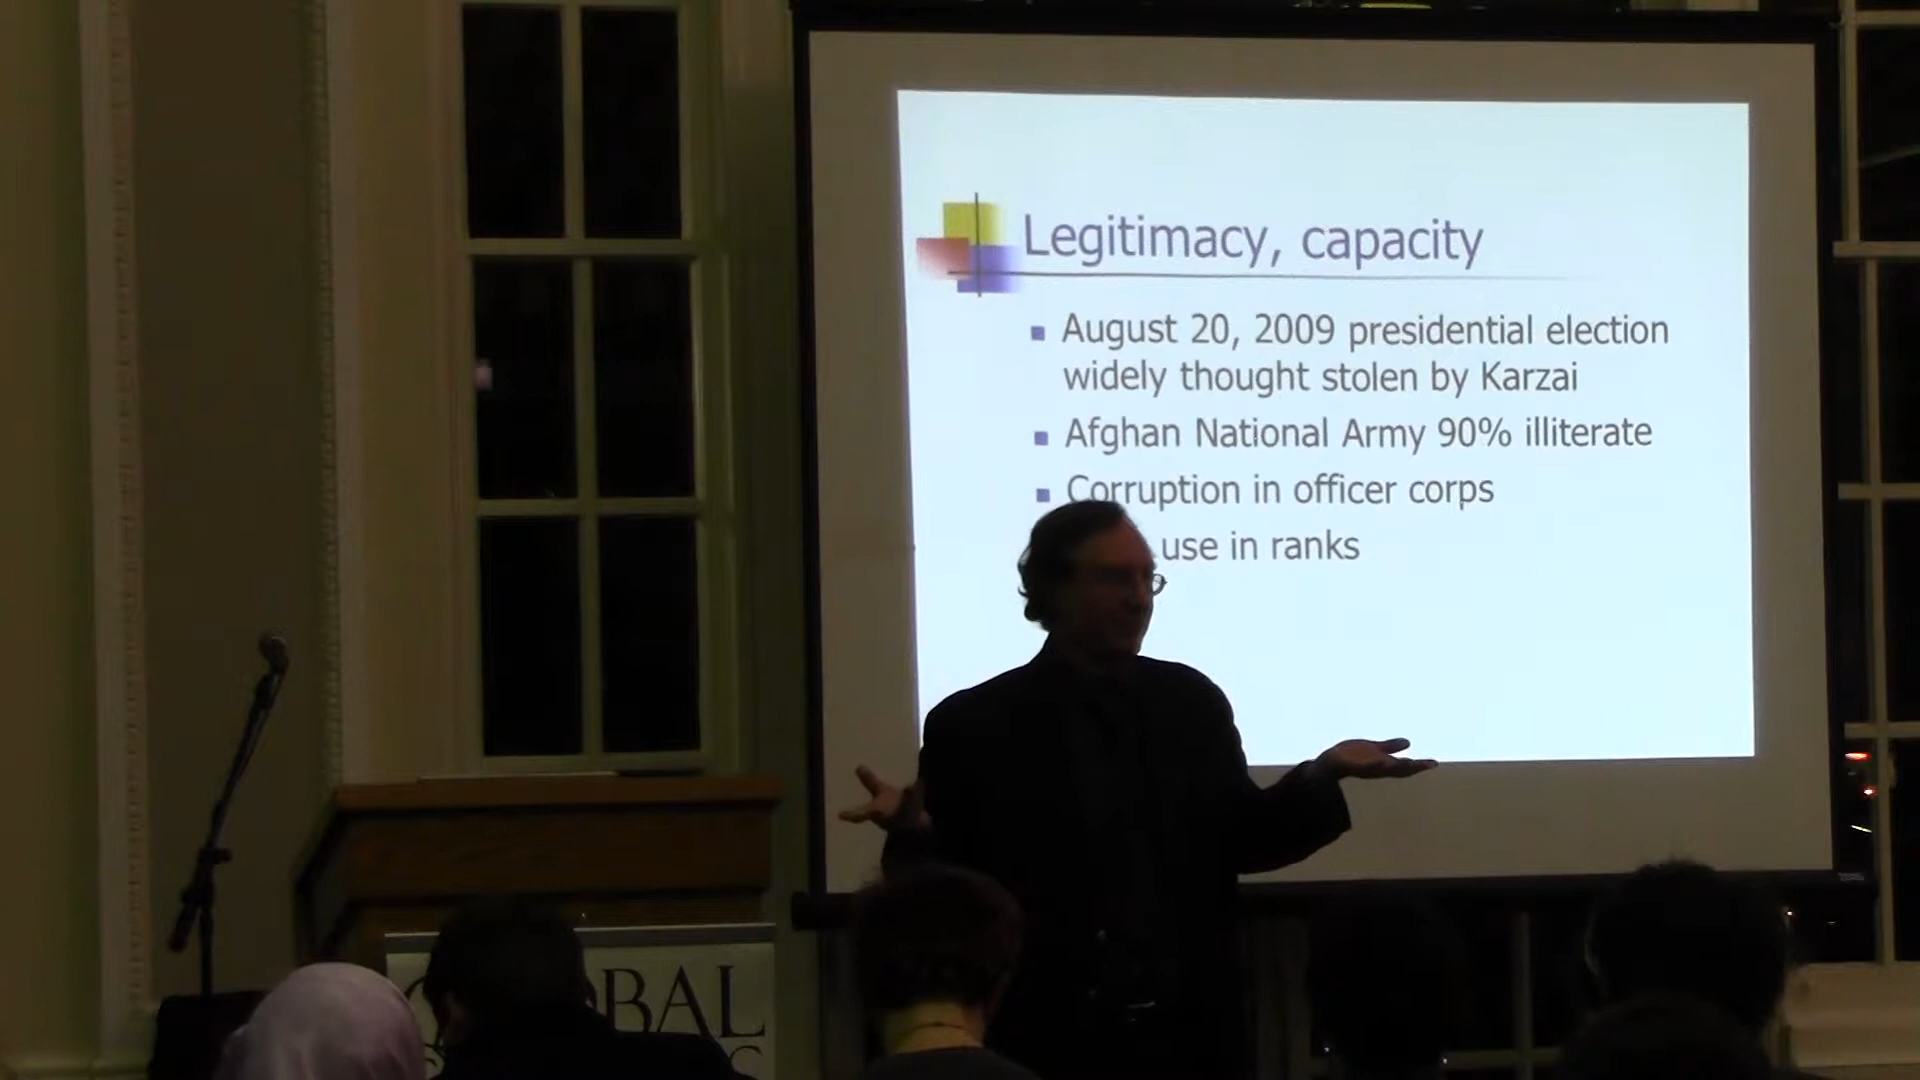 Legitimacy, capacity
August 20, 2009 presidential election
widely thought stolen by Karzai
Afghan National Army 90% illiterate
Corruption in officer corps
use in ranks
BAL